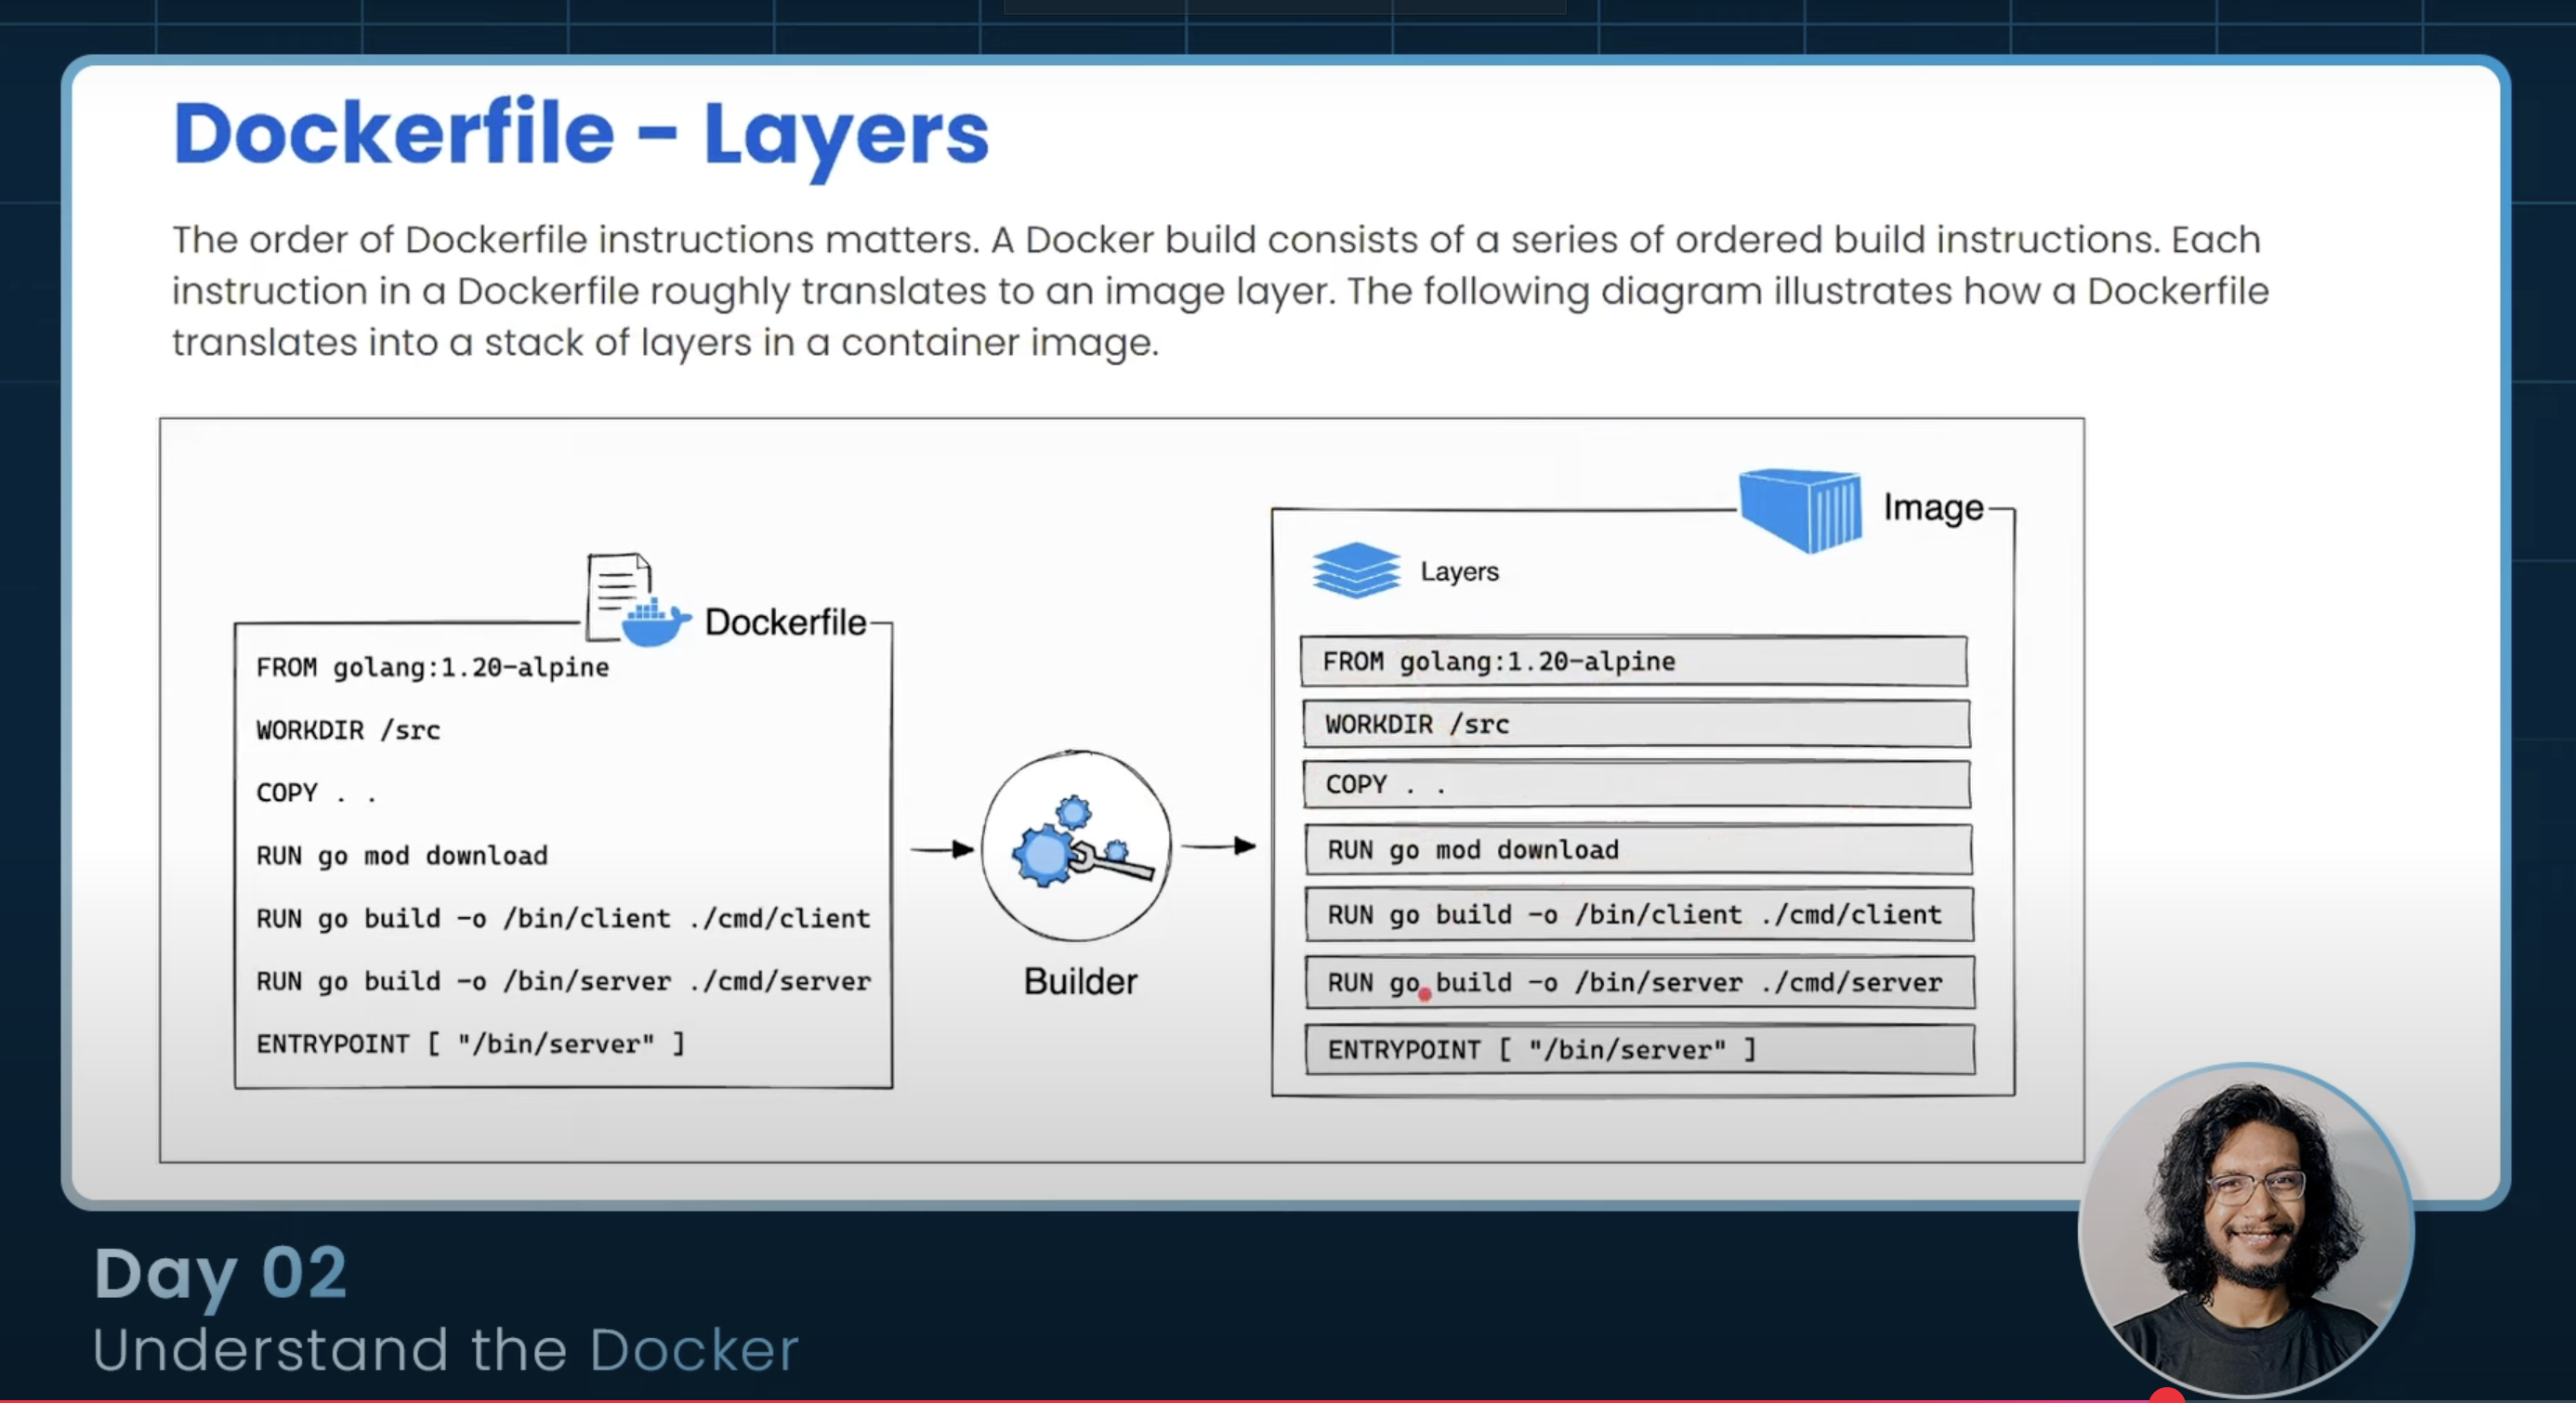 Dockerfile - Layers
The order of Dockerfile instructions matters. A Docker build consists of a series of ordered build instructions. Each
instruction in a Dockerfile roughly translates to an image layer. The following diagram illustrates how a Dockerfile
translates into a stack of layers in a container image.
Dockerfile
FROM golang:1.20-alpine
WORKDIR /src
COPY . .
RUN go mod download
RUN go build -o /bin/client ./cmd/client
RUN go build -o /bin/server ./cmd/server
ENTRYPOINT [ "/bin/server" ]
Builder
Image
Layers
FROM golang:1.20-alpine
WORKDIR /src
COPY . .
RUN go mod download
RUN go build -o /bin/client ./cmd/client
RUN go build -o /bin/server ./cmd/server
ENTRYPOINT [ "/bin/server" ]
Day 02
Understand the Docker